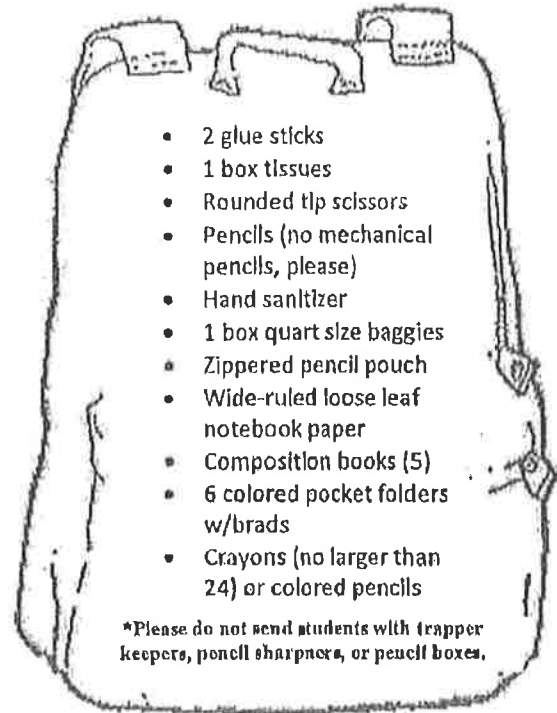 • 2 glue sticks
• 1 box tissues
• Rounded tip scissors
• Pencils (no mechanical
pencils, please)
• Hand sanitizer
• 1 box quart size baggies
• Zippered pencil pouch
• Wide-ruled loose leaf
notebook paper
• Composition books (5)
• 6 colored pocket folders
w/brads
• Crayons (no larger than
24) or colored pencils
*Please do not send students with trapper
keepers, pencil sharpners, or pencil boxes.